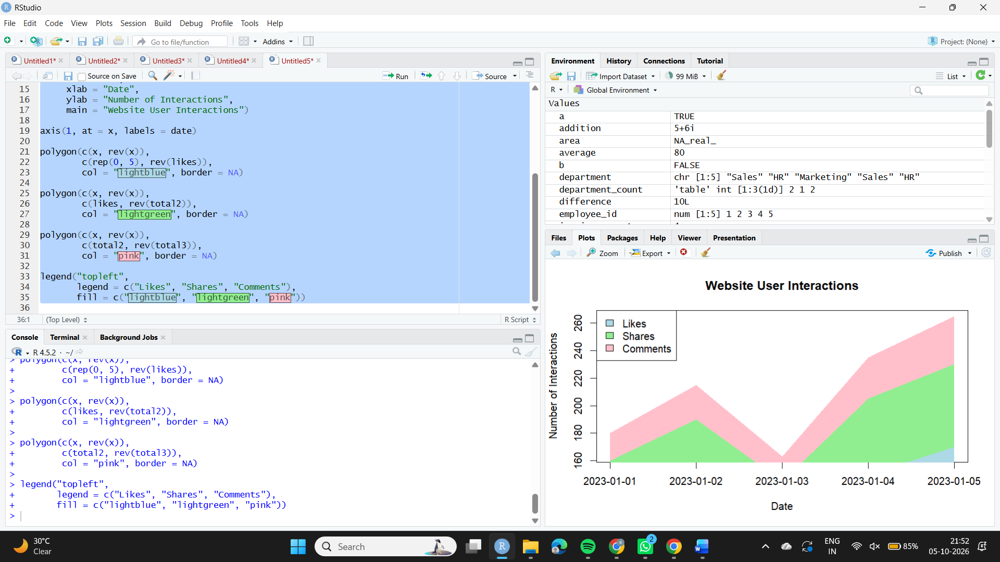 RStudio
File Edit Code View Plots Session Build Debug Profile Tools Help
Go to file/function Addins Project: (None)
Untitled1* Untitled2* Untitled3* Untitled4* Untitled5*
Source on Save Run Source
15 xlab = "Date",
16 ylab = "Number of Interactions",
17 main = "Website User Interactions")
18
19 axis(1, at = x, labels = date)
20
21 polygon(c(x, rev(x)),
22 c(rep(0, 5), rev(likes)),
23 col = "lightblue", border = NA)
24
25 polygon(c(x, rev(x)),
26 c(likes, rev(total2)),
27 col = "lightgreen", border = NA)
28
29 polygon(c(x, rev(x)),
30 c(total2, rev(total3)),
31 col = "pink", border = NA)
32
33 legend("topleft",
34 legend = c("Likes", "Shares", "Comments"),
35 fill = c("lightblue", "lightgreen", "pink"))
36
36:1 (Top Level) R Script
Console Terminal Background Jobs
R 4.5.2 · ~/
> polygon(c(x, rev(x)),
+ c(rep(0, 5), rev(likes)),
+ col = "lightblue", border = NA)
>
> polygon(c(x, rev(x)),
+ c(likes, rev(total2)),
+ col = "lightgreen", border = NA)
>
> polygon(c(x, rev(x)),
+ c(total2, rev(total3)),
+ col = "pink", border = NA)
>
> legend("topleft",
+ legend = c("Likes", "Shares", "Comments"),
+ fill = c("lightblue", "lightgreen", "pink"))
>
Environment History Connections Tutorial
Import Dataset 99 MiB List
R Global Environment
Values
a TRUE
addition 5+6i
area NA_real_
average 80
b FALSE
department chr [1:5] "Sales" "HR" "Marketing" "Sales" "HR"
department_count 'table' int [1:3(1d)] 2 1 2
difference 10L
employee_id num [1:5] 1 2 3 4 5
Files Plots Packages Help Viewer Presentation
Zoom Export Publish
Website User Interactions
Likes
Shares
Comments
Number of Interactions
260
240
220
200
180
160
2023-01-01 2023-01-02 2023-01-03 2023-01-04 2023-01-05
Date
30°C
Clear
Search
2
ENG
IN
85%
21:52
05-10-2026